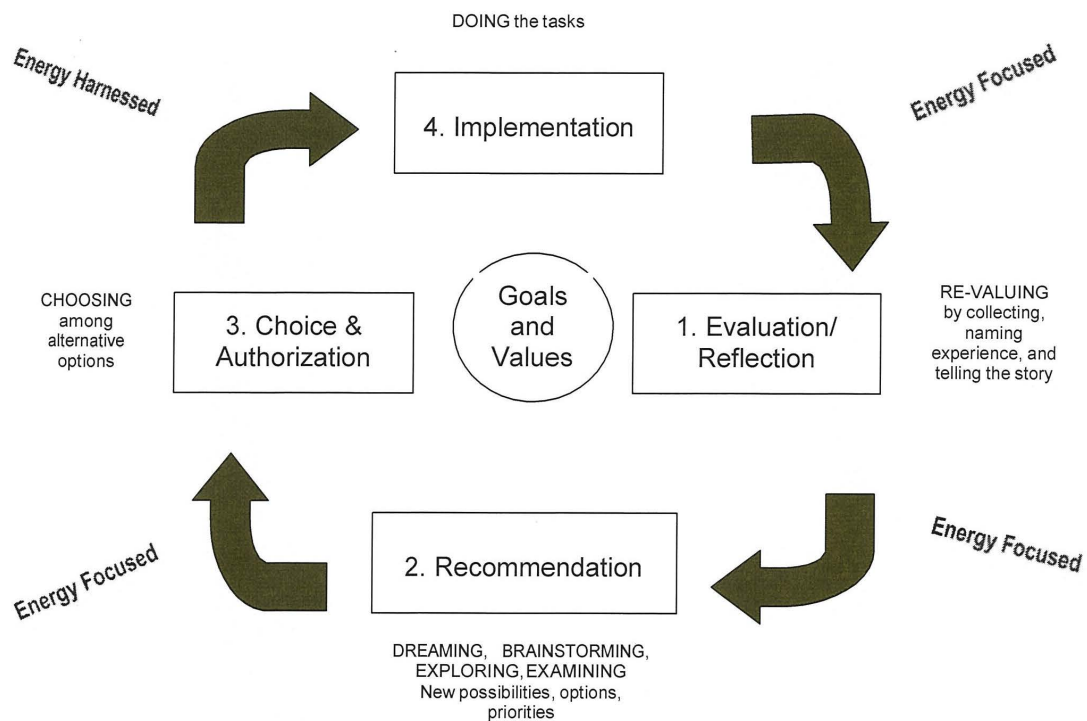 DOING the tasks
Energy Harnessed
Energy Focused
4. Implementation
CHOOSING
among
alternative
options
3. Choice &
Authorization
Goals
and
Values
1. Evaluation/
Reflection
RE-VALUING
by collecting,
naming
experience, and
telling the story
Energy Focused
2. Recommendation
Energy Focused
DREAMING, BRAINSTORMING,
EXPLORING, EXAMINING
New possibilities, options,
priorities